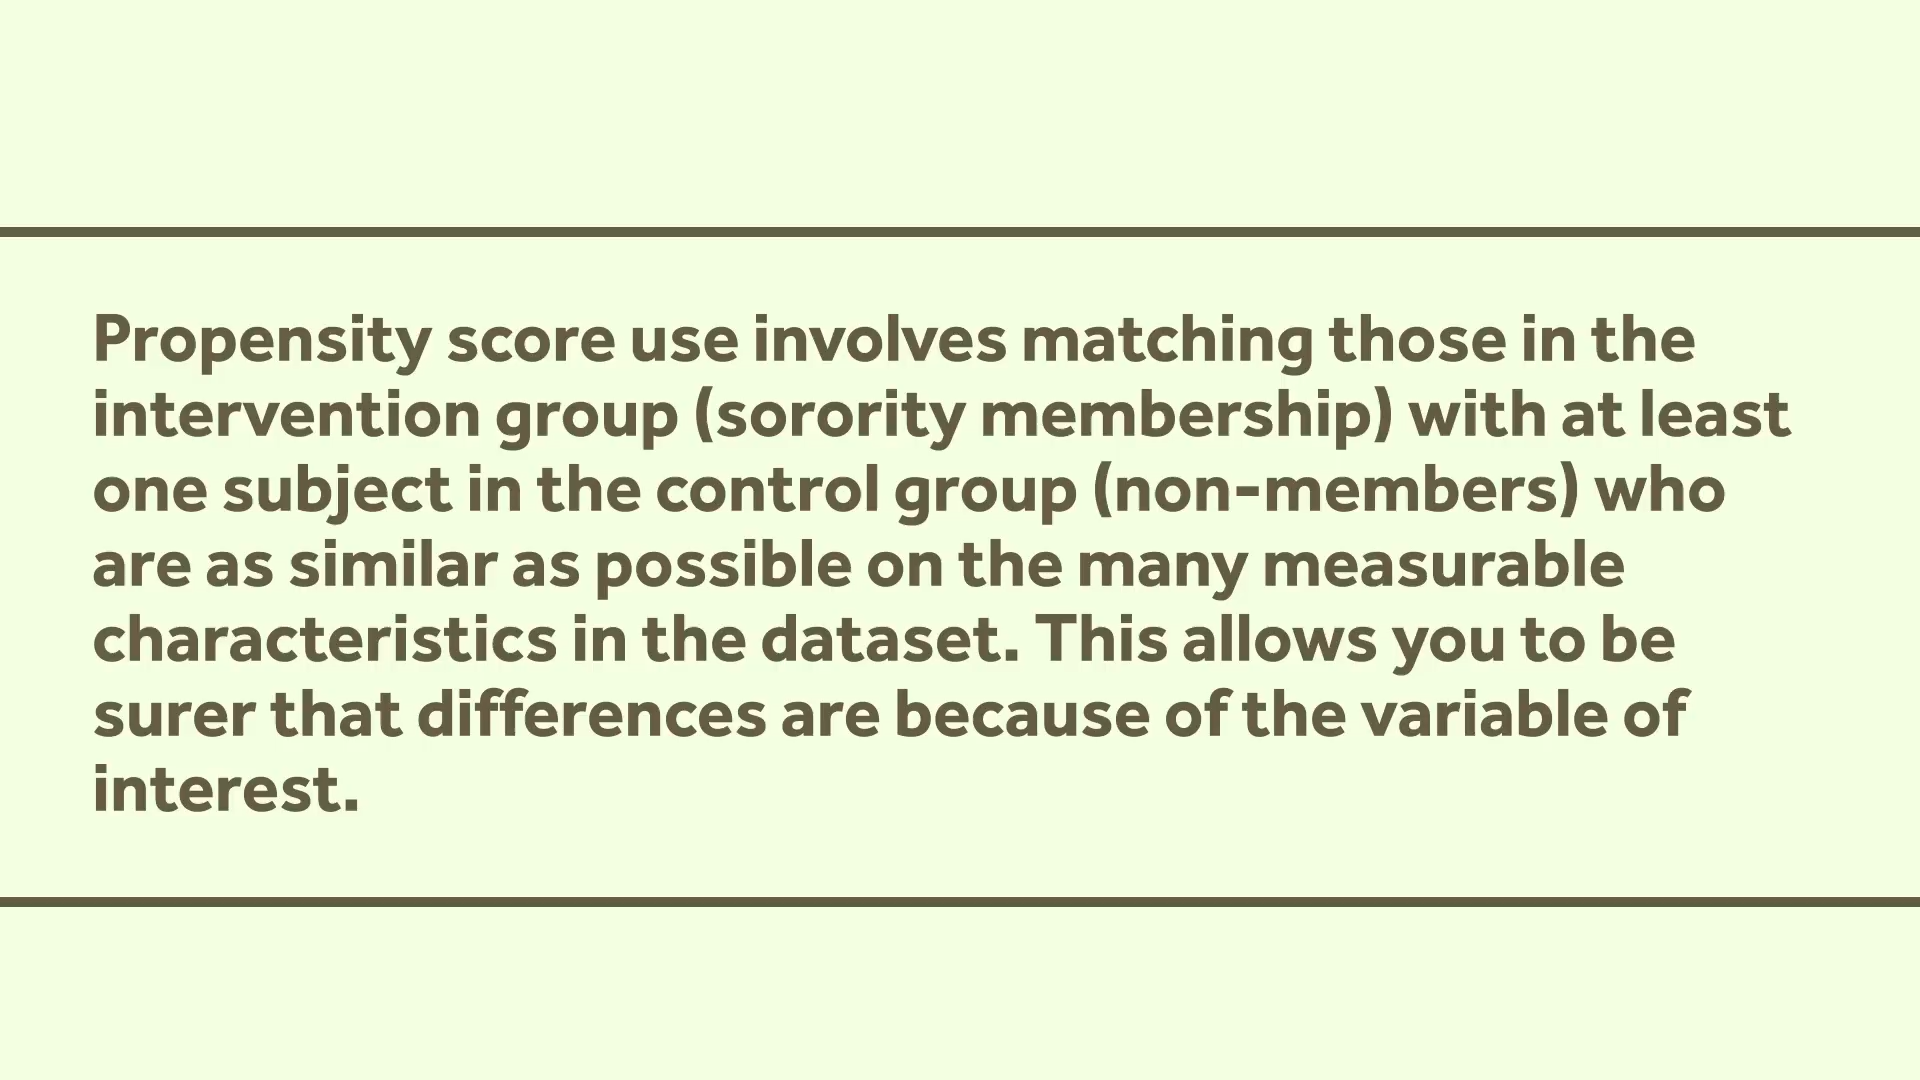 Propensity score use involves matching those in the
intervention group (sorority membership) with at least
one subject in the control group (non-members) who
are as similar as possible on the many measurable
characteristics in the dataset. This allows you to be
surer that differences are because of the variable of
interest.